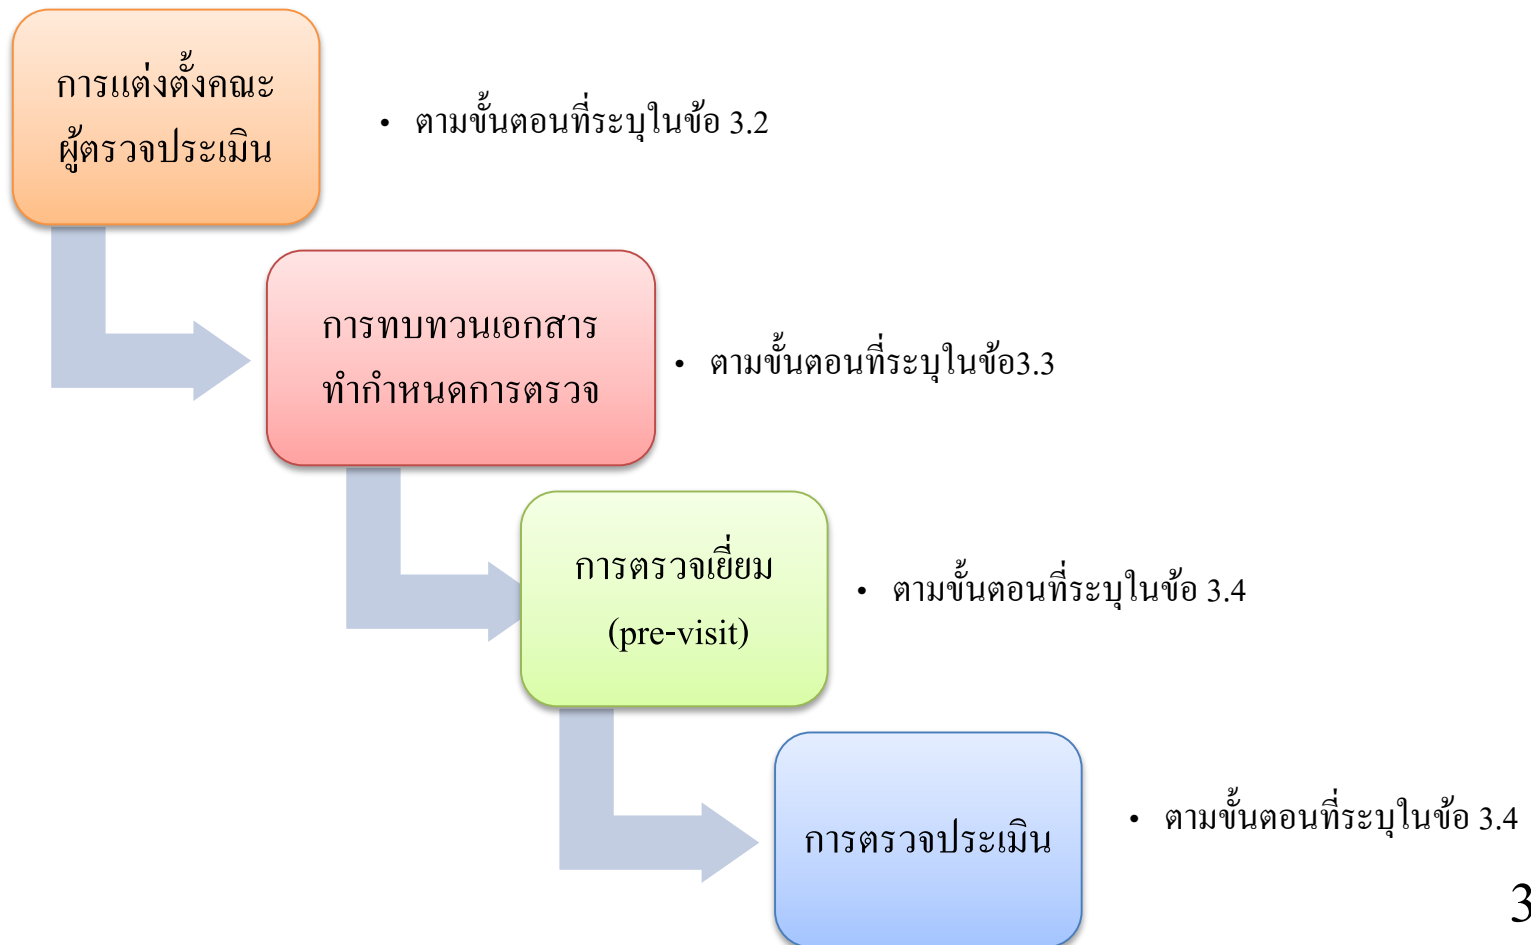 การแต่งตั้งคณะ
ผู้ตรวจประเมิน
• ตามขั้นตอนที่ระบุในข้อ 3.2
การทบทวนเอกสาร
ทำกำหนดการตรวจ
• ตามขั้นตอนที่ระบุในข้อ3.3
การตรวจเยี่ยม
(pre-visit)
• ตามขั้นตอนที่ระบุในข้อ 3.4
การตรวจประเมิน
• ตามขั้นตอนที่ระบุในข้อ 3.4
3